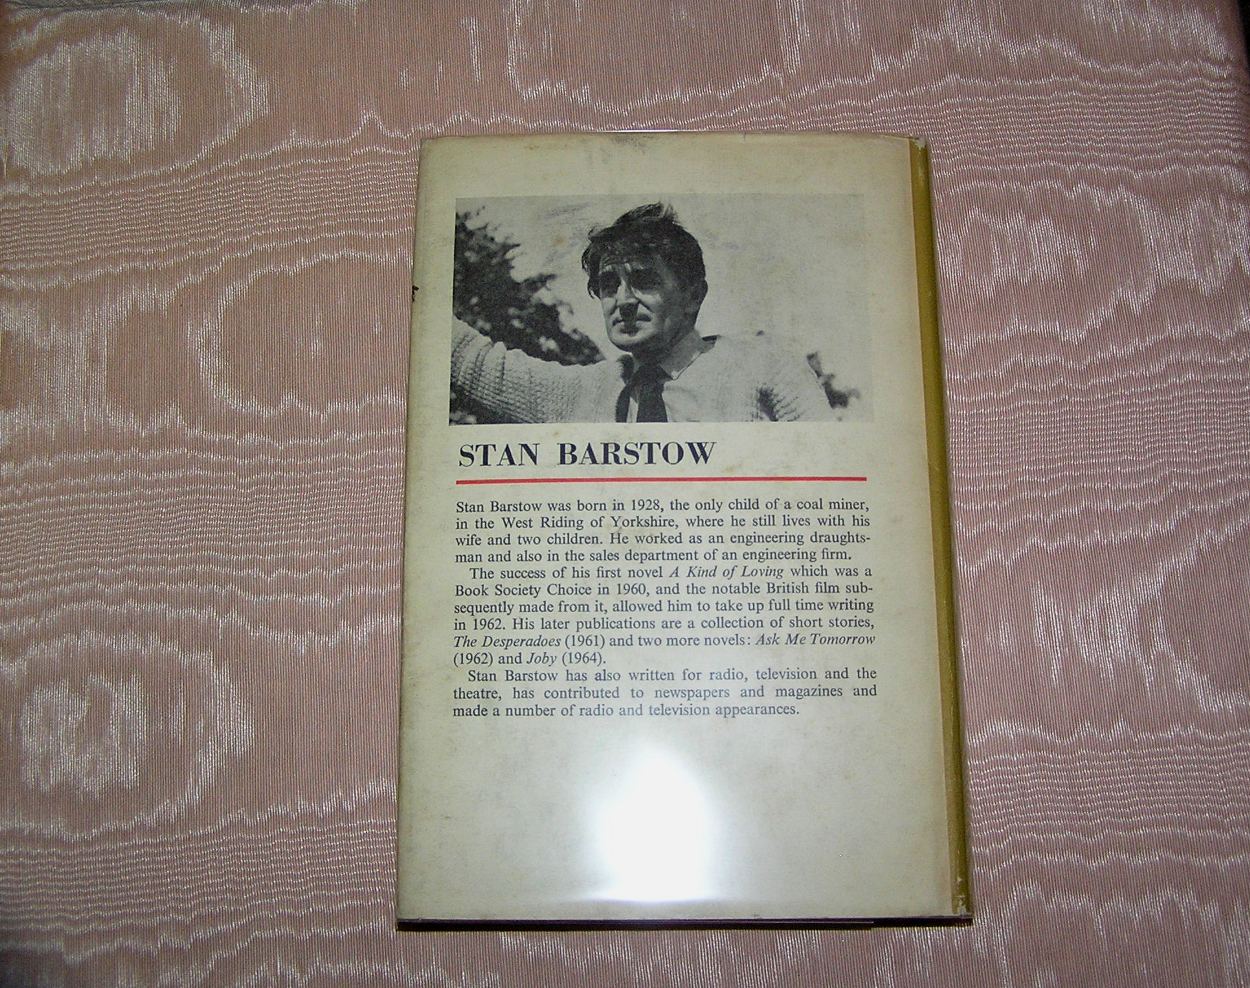 STAN BARSTOW
Stan Barstow was born in 1928, the only child of a coal miner,
in the West Riding of Yorkshire, where he still lives with his
wife and two children. He worked as an engineering draughts-
man and also in the sales department of an engineering firm.
The success of his first novel A Kind of Loving which was a
Book Society Choice in 1960, and the notable British film sub-
sequently made from it, allowed him to take up full time writing
in 1962. His later publications are a collection of short stories,
The Desperadoes (1961) and two more novels: Ask Me Tomorrow
(1962) and Joby (1964).
Stan Barstow has also written for radio, television and the
theatre, has contributed to newspapers and magazines and
made a number of radio and television appearances.